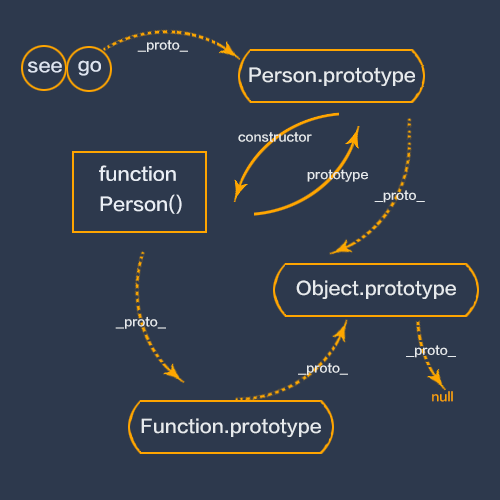 see go
_proto_
Person.prototype
constructor
prototype
function
Person()
_proto_
Object.prototype
_proto_
_proto_
_proto_
null
Function.prototype